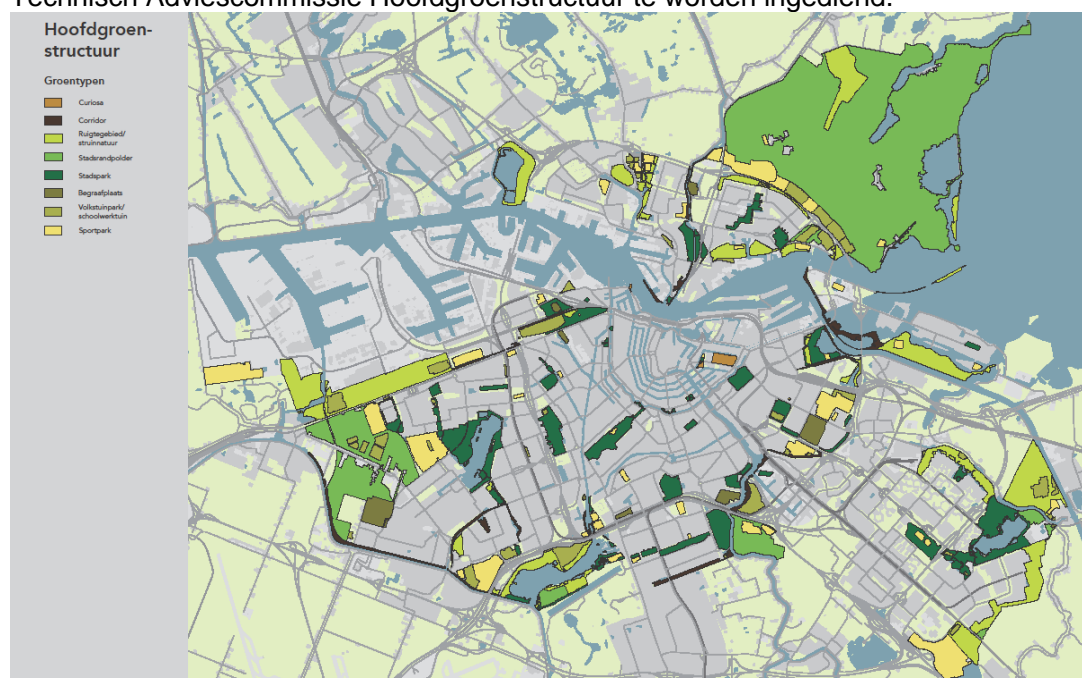 Technisch Adviescommissie Hoofdgroenstructuur te worden ingediend.
Hoofdgroen-
structuur
Groentypen
Curiosa
Corridor
Ruigtegebied/
struinnatuur
Stadsrandpolder
Stadspark
Begraafplaats
Volkstuinpark/
schoolwerktuin
Sportpark